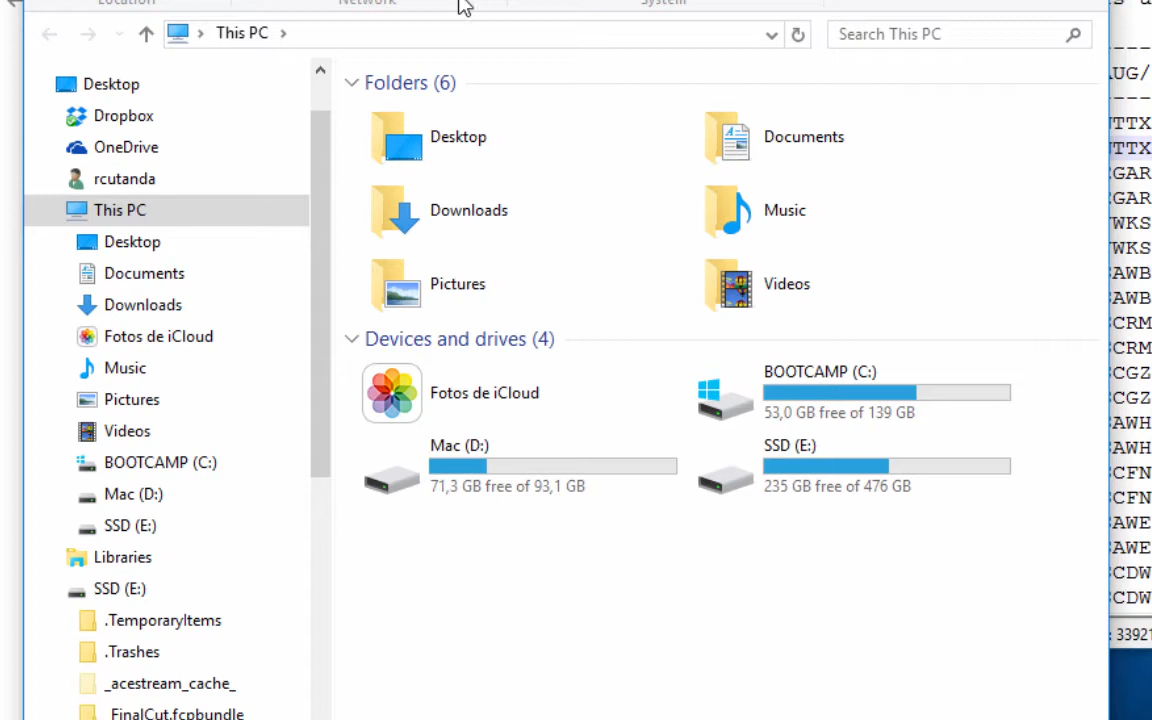 Location Network System
This PC
Search This PC
Desktop
Dropbox
OneDrive
rcutanda
This PC
Desktop
Documents
Downloads
Fotos de iCloud
Music
Pictures
Videos
BOOTCAMP (C:)
Mac (D:)
SSD (E:)
Libraries
SSD (E:)
.TemporaryItems
.Trashes
_acestream_cache_
FinalCut.fcpbundle
Folders (6)
Desktop
Documents
Downloads
Music
Pictures
Videos
Devices and drives (4)
Fotos de iCloud
BOOTCAMP (C:)
53,0 GB free of 139 GB
Mac (D:)
71,3 GB free of 93,1 GB
SSD (E:)
235 GB free of 476 GB
AUG/
TTX
TTX
GAR
GAR
WKS
WKS
AWB
AWB
CRM
CRM
CGZ
CGZ
AWH
AWH
CFN
CFN
AWE
AWE
CDW
CDW
: 33921